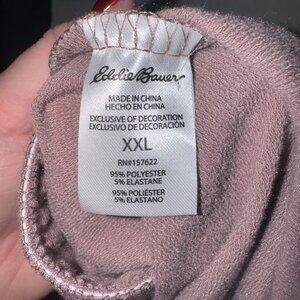 Eddie Bauer
MADE IN CHINA
HECHO EN CHINA
EXCLUSIVE OF DECORATION
EXCLUSIVO DE DECORACIÓN
XXL
RN#157622
95% POLYESTER
5% ELASTANE
95% POLIÉSTER
5% ELASTANO